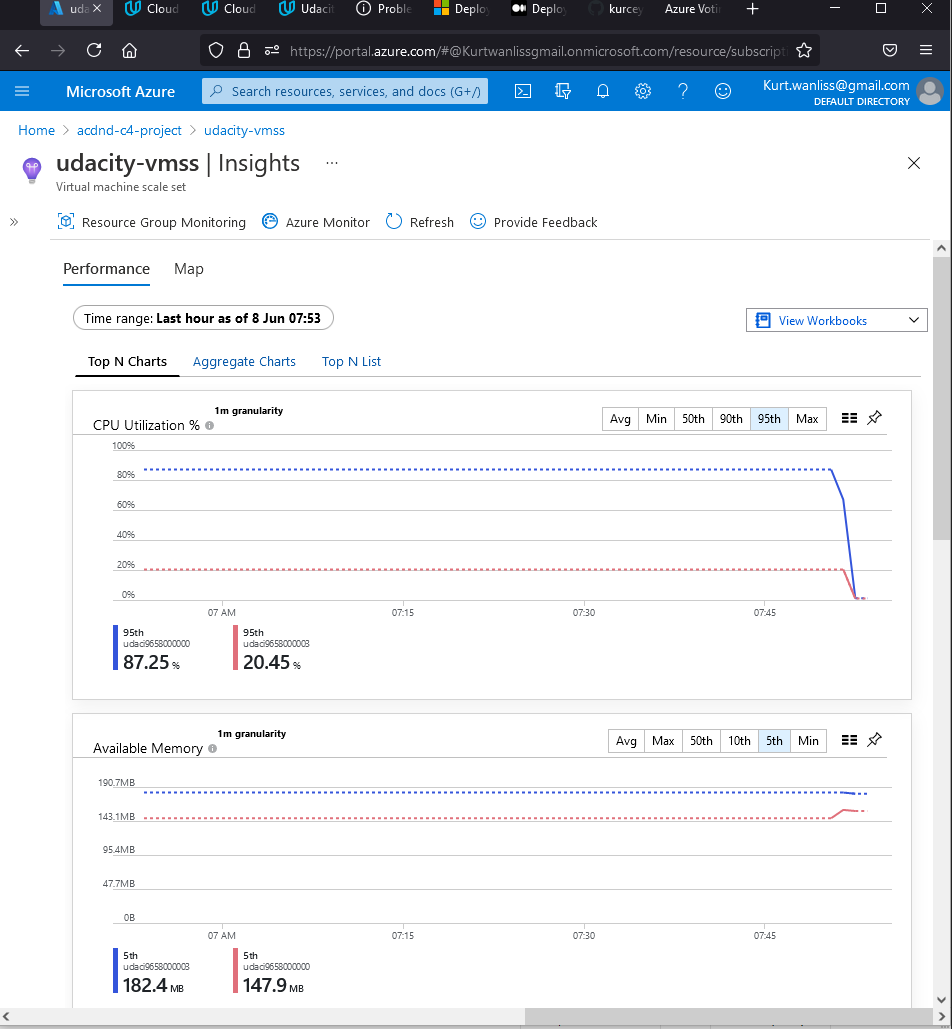 uda
Cloud
Cloud
Udacit
Proble
Deploy
Deploy
kurcey
Azure Voti
https://portal.azure.com/#@Kurtwanlissgmail.onmicrosoft.com/resource/subscript
Microsoft Azure
Search resources, services, and docs (G+/)
Kurt.wanliss@gmail.com
DEFAULT DIRECTORY
Home > acdnd-c4-project > udacity-vmss
udacity-vmss | Insights ...
Virtual machine scale set
Resource Group Monitoring Azure Monitor Refresh Provide Feedback
Performance Map
Time range: Last hour as of 8 Jun 07:53
View Workbooks
Top N Charts Aggregate Charts Top N List
1m granularity
CPU Utilization %
Avg Min 50th 90th 95th Max
100%
80%
60%
40%
20%
0%
07 AM 07:15 07:30 07:45
95th
udaci9658000000
87.25 %
95th
udaci9658000003
20.45 %
1m granularity
Available Memory
Avg Max 50th 10th 5th Min
190.7MB
143.1MB
95.4MB
47.7MB
0B
07 AM 07:15 07:30 07:45
5th
udaci9658000003
182.4 MB
5th
udaci9658000000
147.9 MB